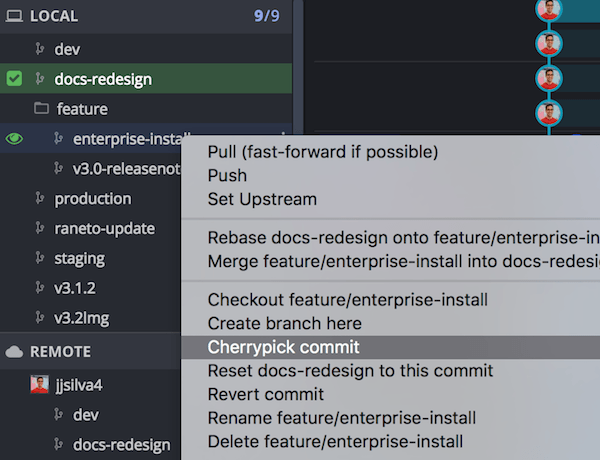 LOCAL 9/9
dev
docs-redesign
feature
enterprise-install
v3.0-releasenot
production
raneto-update
staging
v3.1.2
v3.2lmg
REMOTE
jjsilva4
dev
docs-redesign
Pull (fast-forward if possible)
Push
Set Upstream
Rebase docs-redesign onto feature/enterprise-in
Merge feature/enterprise-install into docs-redesi
Checkout feature/enterprise-install
Create branch here
Cherrypick commit
Reset docs-redesign to this commit
Revert commit
Rename feature/enterprise-install
Delete feature/enterprise-install